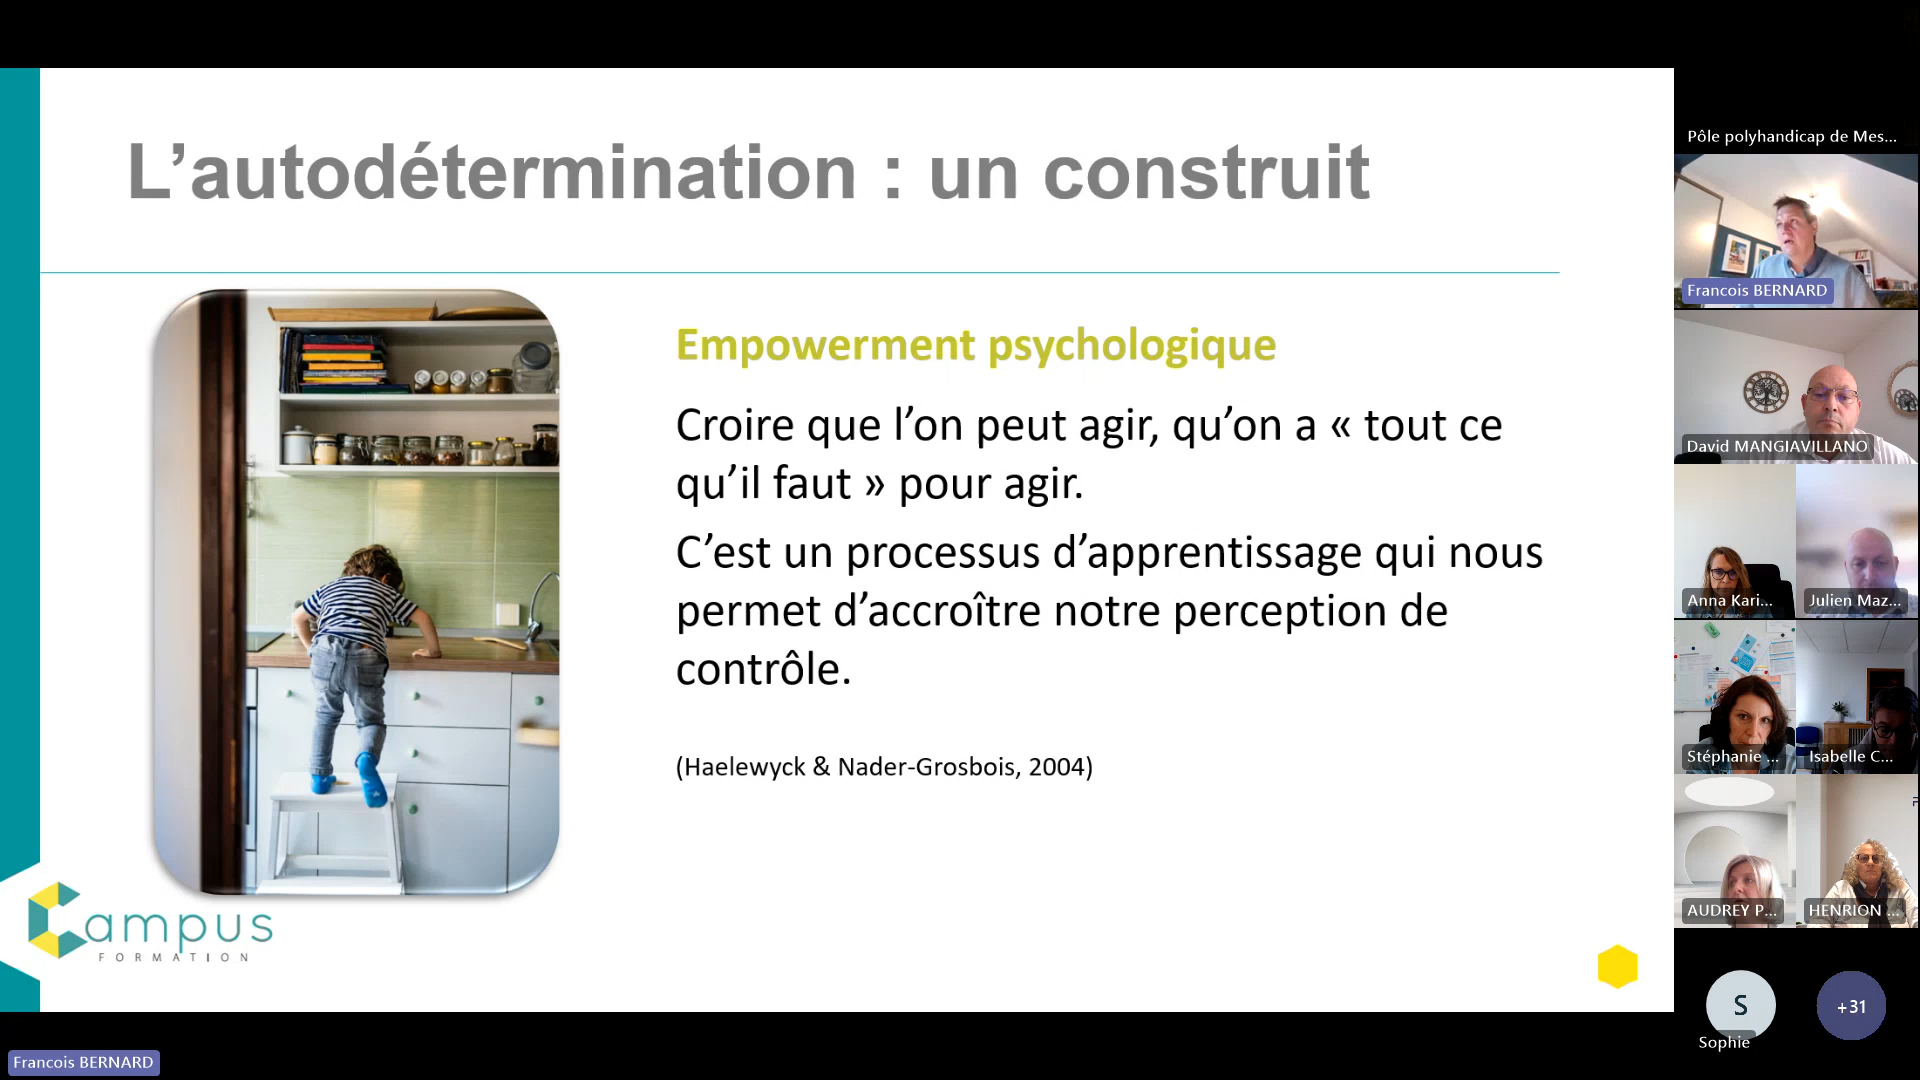 L’autodétermination : un construit
Empowerment psychologique
Croire que l’on peut agir, qu’on a « tout ce
qu’il faut » pour agir.
C’est un processus d’apprentissage qui nous
permet d’accroître notre perception de
contrôle.
(Haelewyck & Nader-Grosbois, 2004)
Campus
FORMATION
Francois BERNARD
Pôle polyhandicap de Mes...
Francois BERNARD
David MANGIAVILLANO
Anna Kari...
Julien Maz...
Stéphanie ...
Isabelle C...
AUDREY P...
HENRION ...
S
Sophie
+31